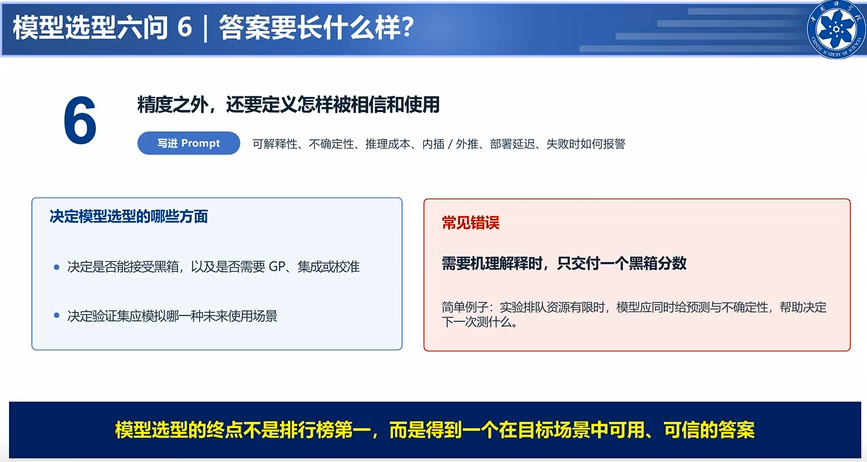 模型选型六问 6｜答案要长什么样？
6
精度之外，还要定义怎样被相信和使用
写进 Prompt
可解释性、不确定性、推理成本、内插 / 外推、部署延迟、失败时如何报警
决定模型选型的哪些方面
• 决定是否能接受黑箱，以及是否需要 GP、集成或校准
• 决定验证集应模拟哪一种未来使用场景
常见错误
需要机理解释时，只交付一个黑箱分数
简单例子：实验排队资源有限时，模型应同时给预测与不确定性，帮助决定
下一次测什么。
模型选型的终点不是排行榜第一，而是得到一个在目标场景中可用、可信的答案